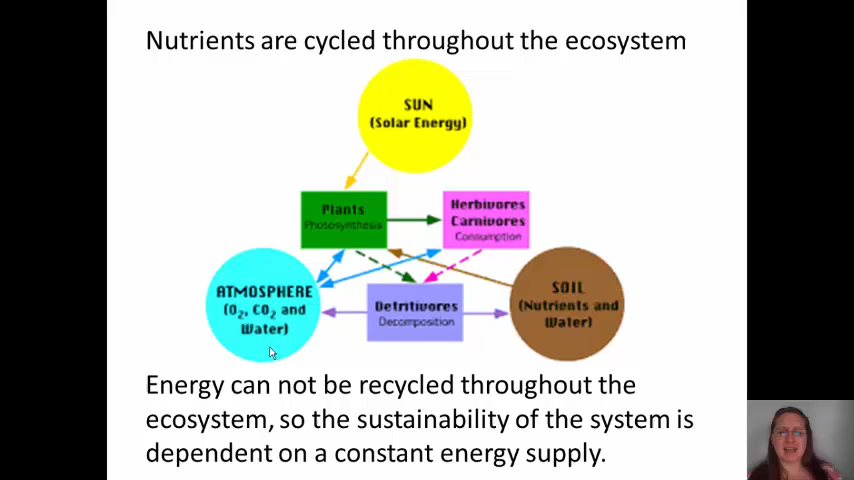 Nutrients are cycled throughout the ecosystem
SUN
(Solar Energy)
Plants
Photosynthesis
Herbivores
Carnivores
Consumption
ATMOSPHERE
(O₂, CO₂ and
Water)
Detritivores
Decomposition
SOIL
(Nutrients and
Water)
Energy can not be recycled throughout the
ecosystem, so the sustainability of the system is
dependent on a constant energy supply.